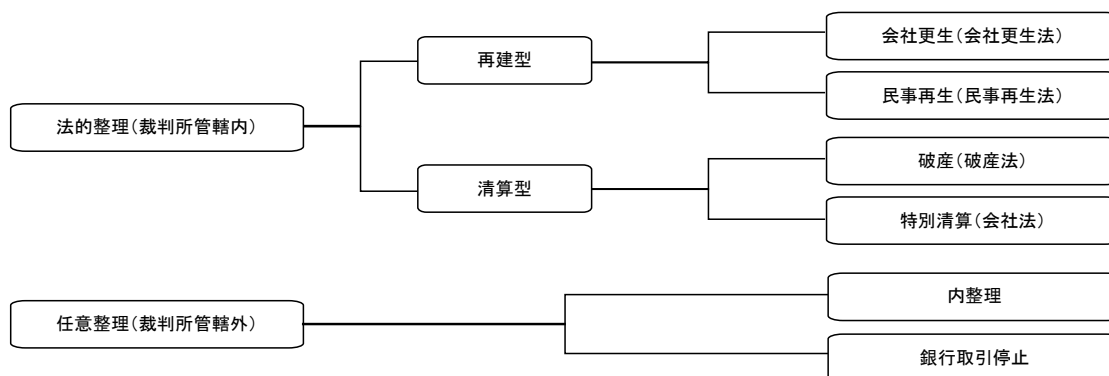 法的整理(裁判所管轄内)
再建型
会社更生(会社更生法)
民事再生(民事再生法)
清算型
破産(破産法)
特別清算(会社法)
任意整理(裁判所管轄外)
内整理
銀行取引停止